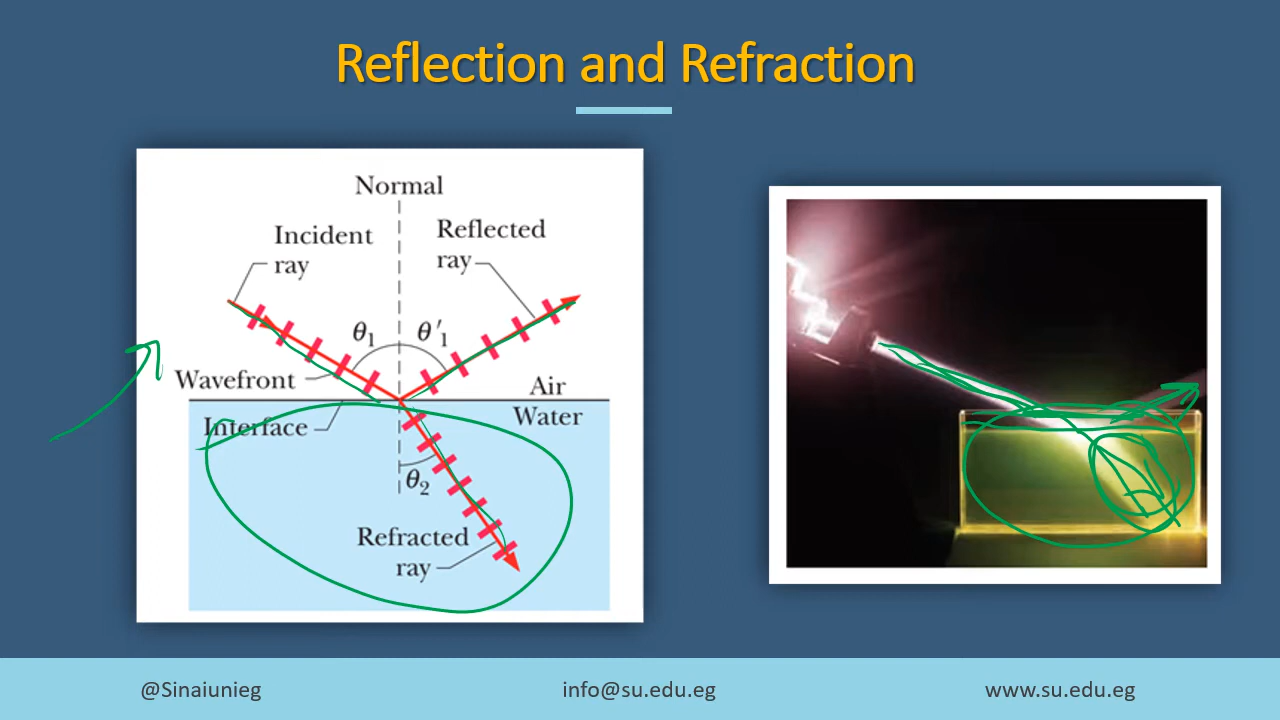 Reflection and Refraction
Normal
Incident
ray
Reflected
ray
θ1
θ′1
Wavefront
Air
Interface
Water
θ2
Refracted
ray
@Sinaiunieg
info@su.edu.eg
www.su.edu.eg